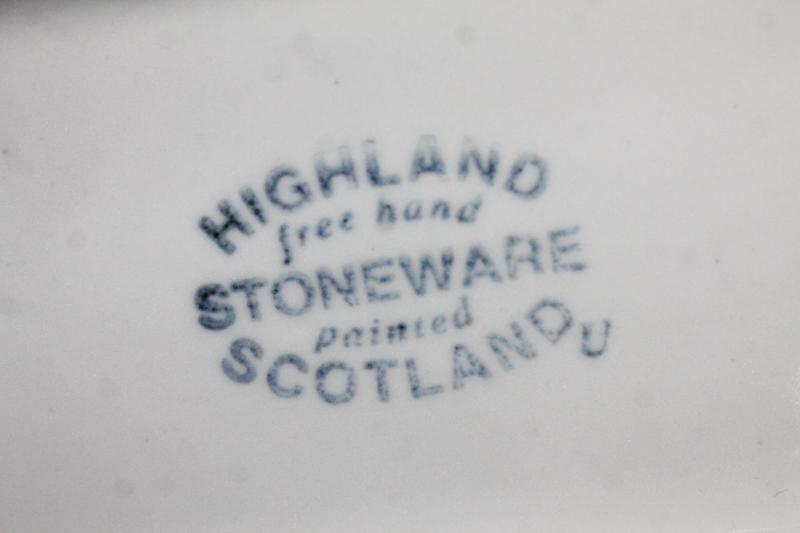 HIGHLAND
free hand
STONEWARE
painted
SCOTLAND U